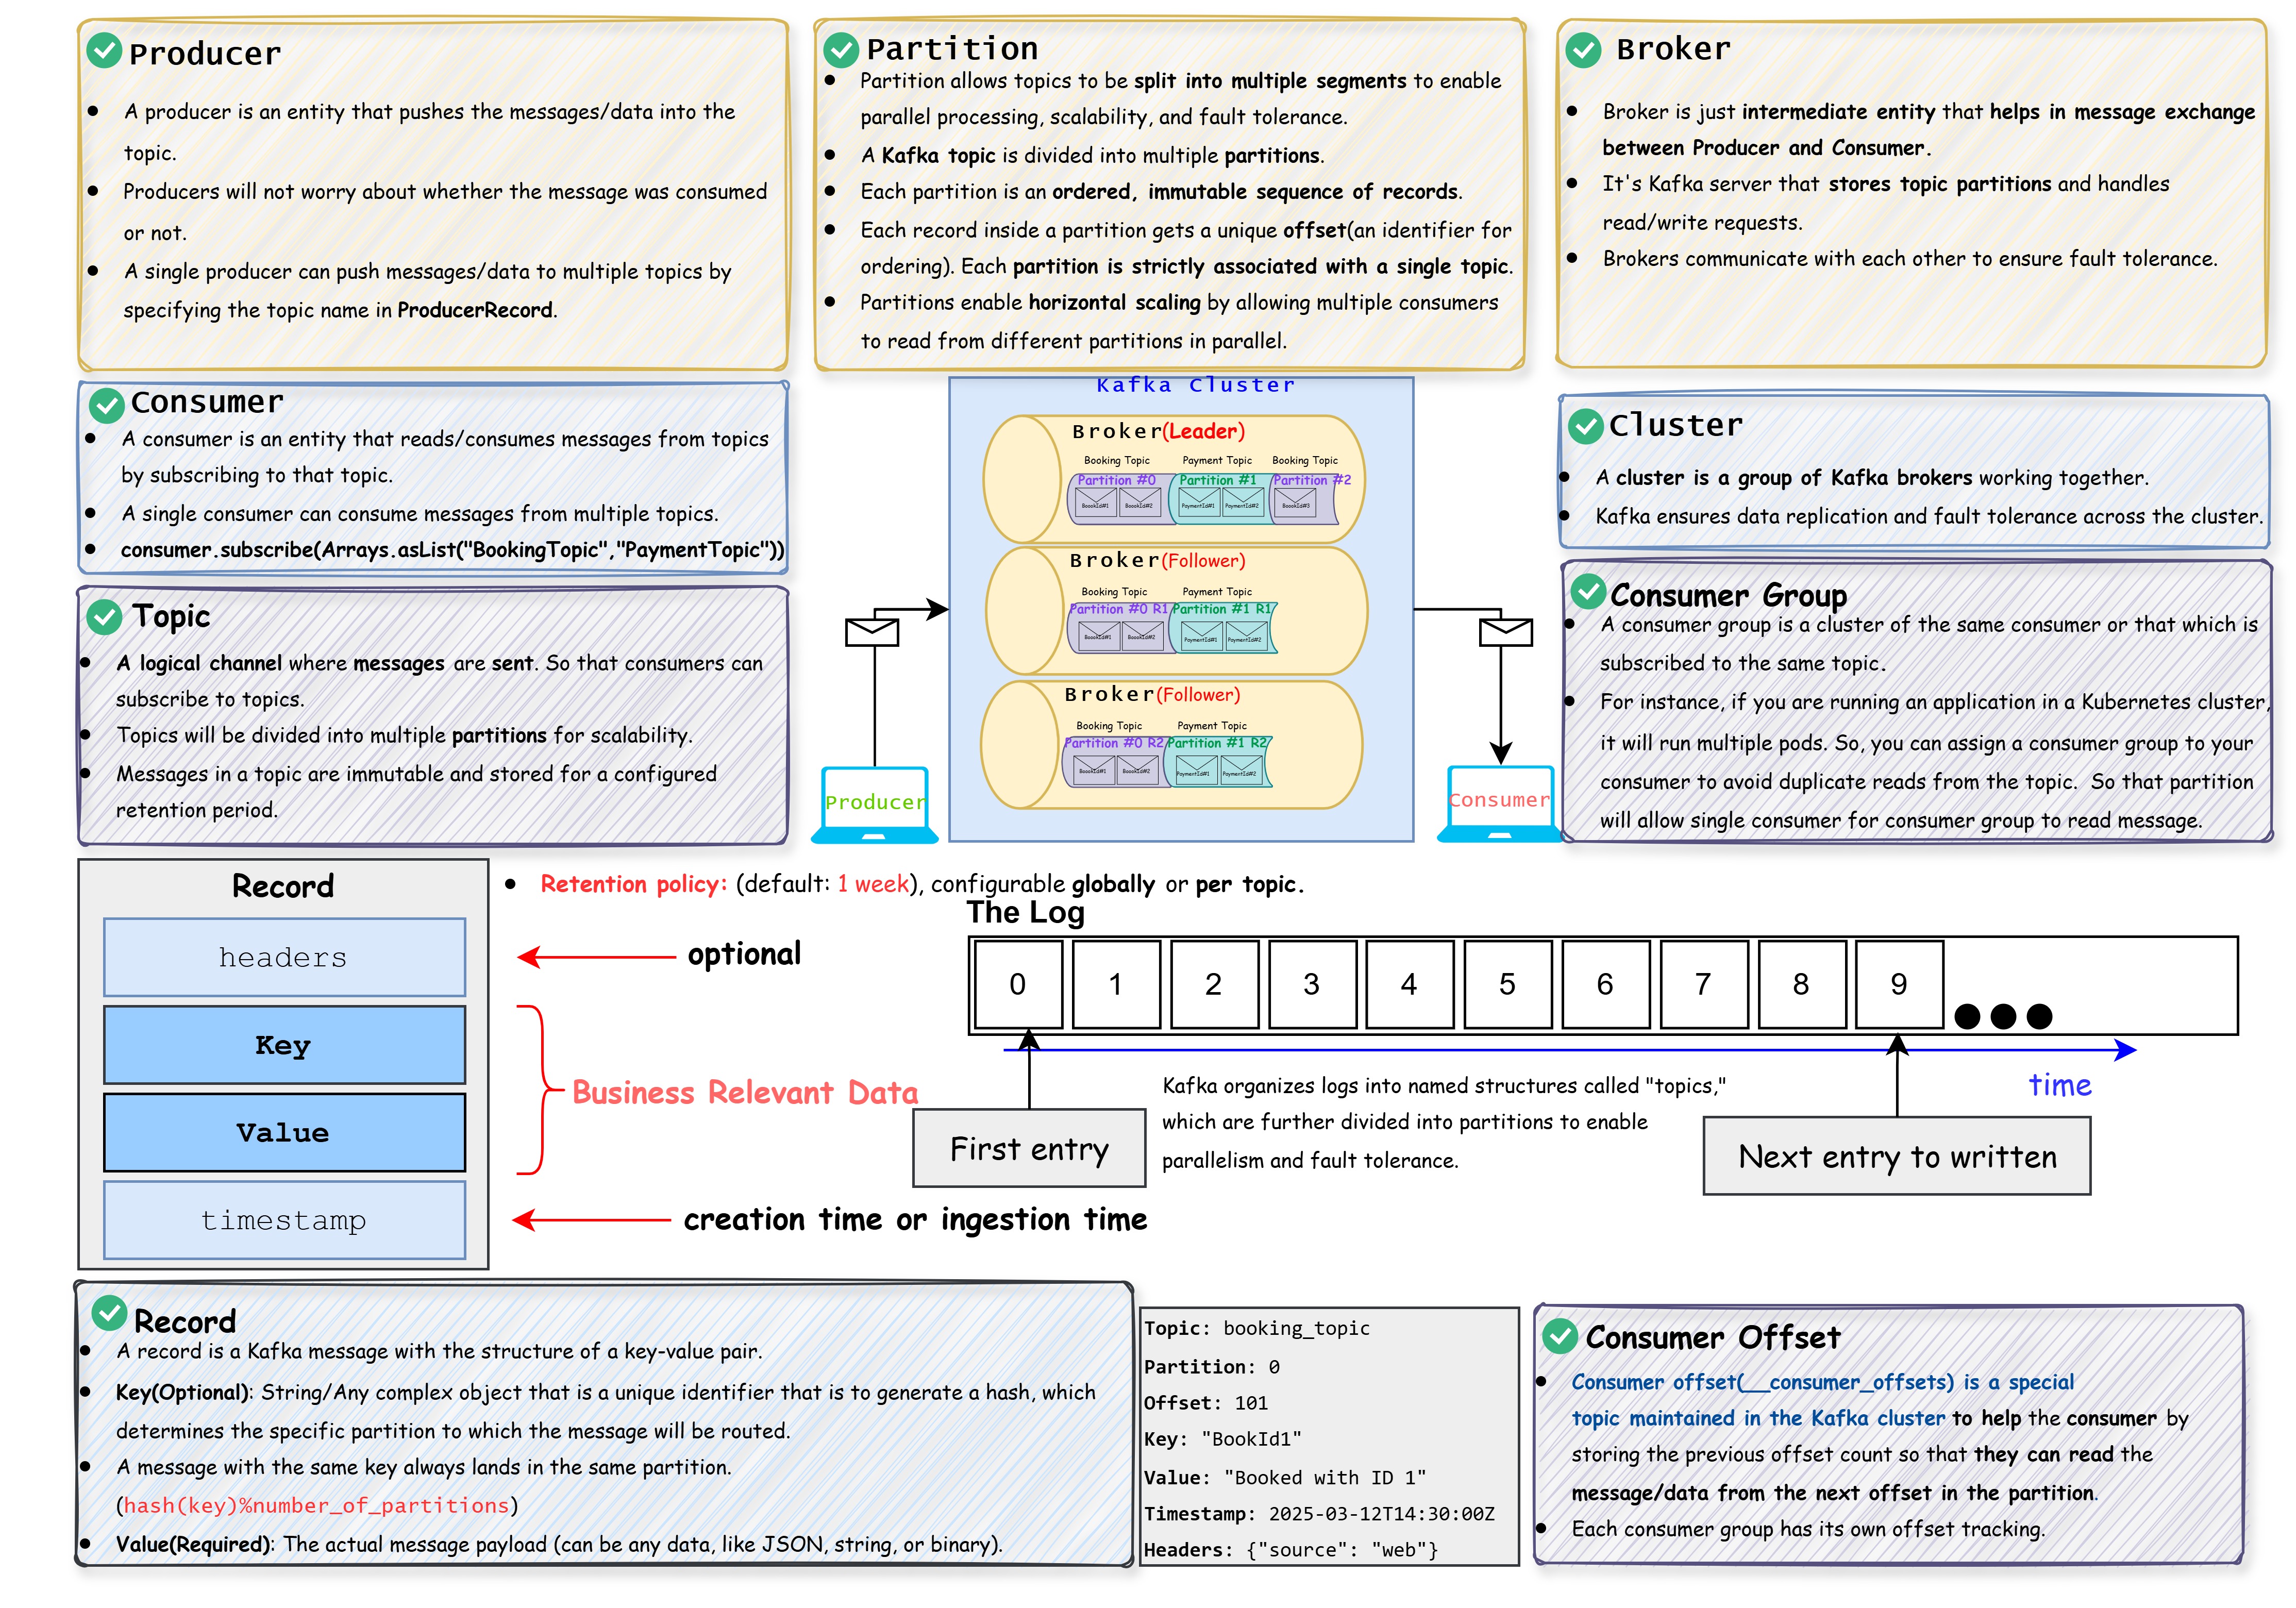 Producer
A producer is an entity that pushes the messages/data into the
topic.
Producers will not worry about whether the message was consumed
or not.
A single producer can push messages/data to multiple topics by
specifying the topic name in ProducerRecord.
Partition
Partition allows topics to be split into multiple segments to enable
parallel processing, scalability, and fault tolerance.
A Kafka topic is divided into multiple partitions.
Each partition is an ordered, immutable sequence of records.
Each record inside a partition gets a unique offset(an identifier for
ordering). Each partition is strictly associated with a single topic.
Partitions enable horizontal scaling by allowing multiple consumers
to read from different partitions in parallel.
Broker
Broker is just intermediate entity that helps in message exchange
between Producer and Consumer.
It's Kafka server that stores topic partitions and handles
read/write requests.
Brokers communicate with each other to ensure fault tolerance.
Consumer
A consumer is an entity that reads/consumes messages from topics
by subscribing to that topic.
A single consumer can consume messages from multiple topics.
consumer.subscribe(Arrays.asList("BookingTopic","PaymentTopic"))
Topic
A logical channel where messages are sent. So that consumers can
subscribe to topics.
Topics will be divided into multiple partitions for scalability.
Messages in a topic are immutable and stored for a configured
retention period.
Kafka Cluster
Broker(Leader)
Booking Topic Payment Topic Booking Topic
Partition #0 Partition #1 Partition #2
BoookId#1 BoookId#2 PaymentId#1 PaymentId#2 BoookId#3
Broker(Follower)
Booking Topic Payment Topic
Partition #0 R1 Partition #1 R1
BoookId#1 BoookId#2 PaymentId#1 PaymentId#2
Broker(Follower)
Booking Topic Payment Topic
Partition #0 R2 Partition #1 R2
BoookId#1 BoookId#2 PaymentId#1 PaymentId#2
Producer
Consumer
Cluster
A cluster is a group of Kafka brokers working together.
Kafka ensures data replication and fault tolerance across the cluster.
Consumer Group
A consumer group is a cluster of the same consumer or that which is
subscribed to the same topic.
For instance, if you are running an application in a Kubernetes cluster,
it will run multiple pods. So, you can assign a consumer group to your
consumer to avoid duplicate reads from the topic. So that partition
will allow single consumer for consumer group to read message.
Record
headers
Key
Value
timestamp
Retention policy: (default: 1 week), configurable globally or per topic.
optional
Business Relevant Data
creation time or ingestion time
The Log
0 1 2 3 4 5 6 7 8 9
time
First entry
Kafka organizes logs into named structures called "topics,"
which are further divided into partitions to enable
parallelism and fault tolerance.
Next entry to written
Record
A record is a Kafka message with the structure of a key-value pair.
Key(Optional): String/Any complex object that is a unique identifier that is to generate a hash, which
determines the specific partition to which the message will be routed.
A message with the same key always lands in the same partition.
(hash(key)%number_of_partitions)
Value(Required): The actual message payload (can be any data, like JSON, string, or binary).
Topic: booking_topic
Partition: 0
Offset: 101
Key: "BookId1"
Value: "Booked with ID 1"
Timestamp: 2025-03-12T14:30:00Z
Headers: {"source": "web"}
Consumer Offset
Consumer offset(__consumer_offsets) is a special
topic maintained in the Kafka cluster to help the consumer by
storing the previous offset count so that they can read the
message/data from the next offset in the partition.
Each consumer group has its own offset tracking.